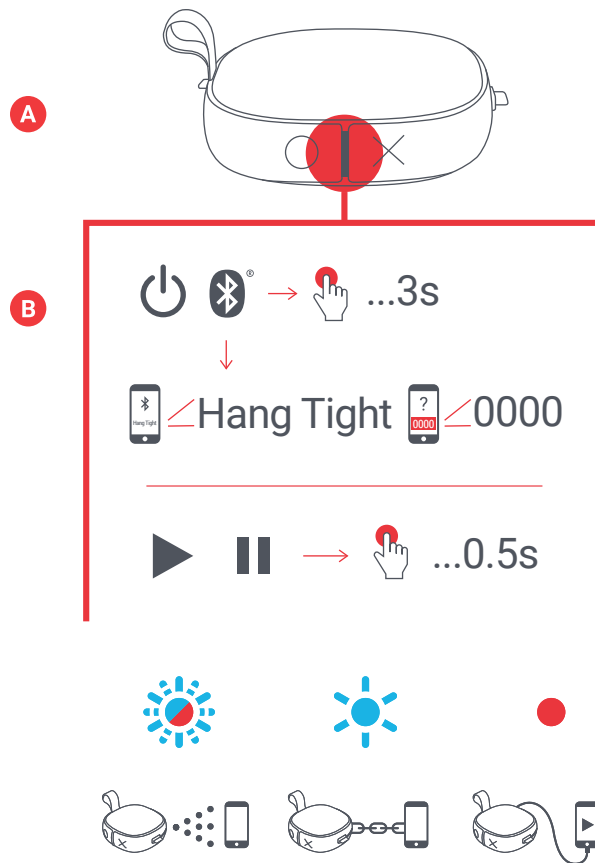 A
B
®
...3s
Hang Tight
Hang Tight
?
0000
0000
...0.5s